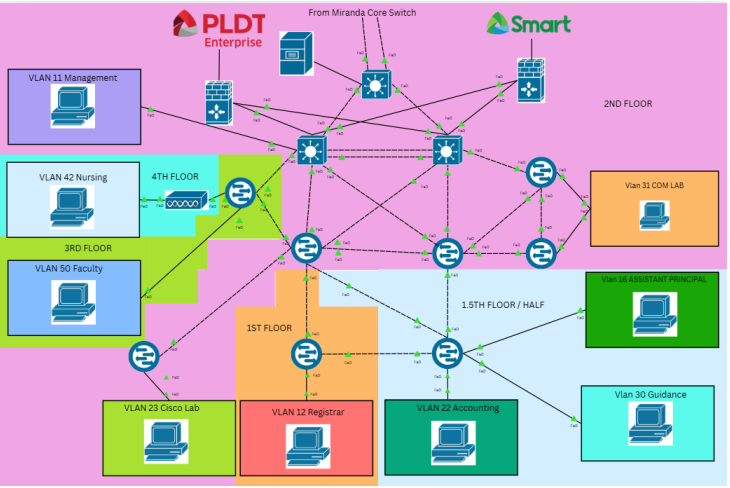 From Miranda Core Switch
PLDT
Enterprise
Smart
VLAN 11 Management
2ND FLOOR
VLAN 42 Nursing
4TH FLOOR
Vlan 31 COM LAB
3RD FLOOR
VLAN 50 Faculty
Vlan 16 ASSISTANT PRINCIPAL
1.5TH FLOOR / HALF
1ST FLOOR
Vlan 30 Guidance
VLAN 23 Cisco Lab
VLAN 12 Registrar
VLAN 22 Accounting